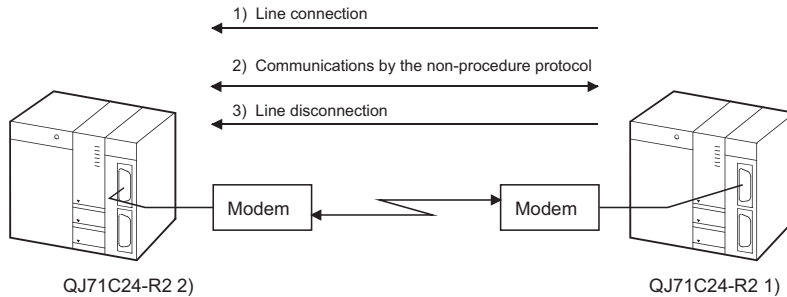 1) Line connection
2) Communications by the non-procedure protocol
3) Line disconnection
Modem
Modem
QJ71C24-R2 2)
QJ71C24-R2 1)